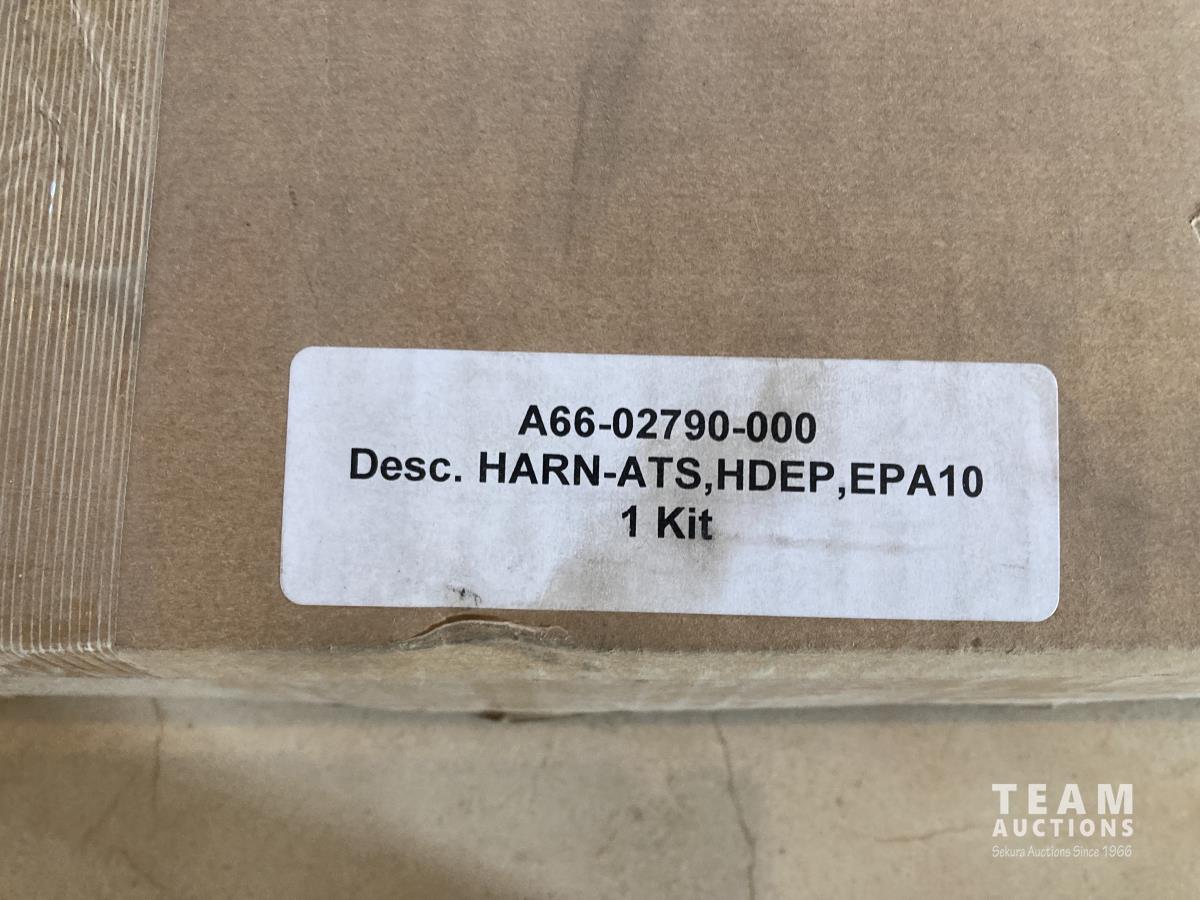 A66-02790-000
Desc. HARN-ATS,HDEP,EPA10
1 Kit
TEAM
AUCTIONS
Sekura Auctions Since 1966